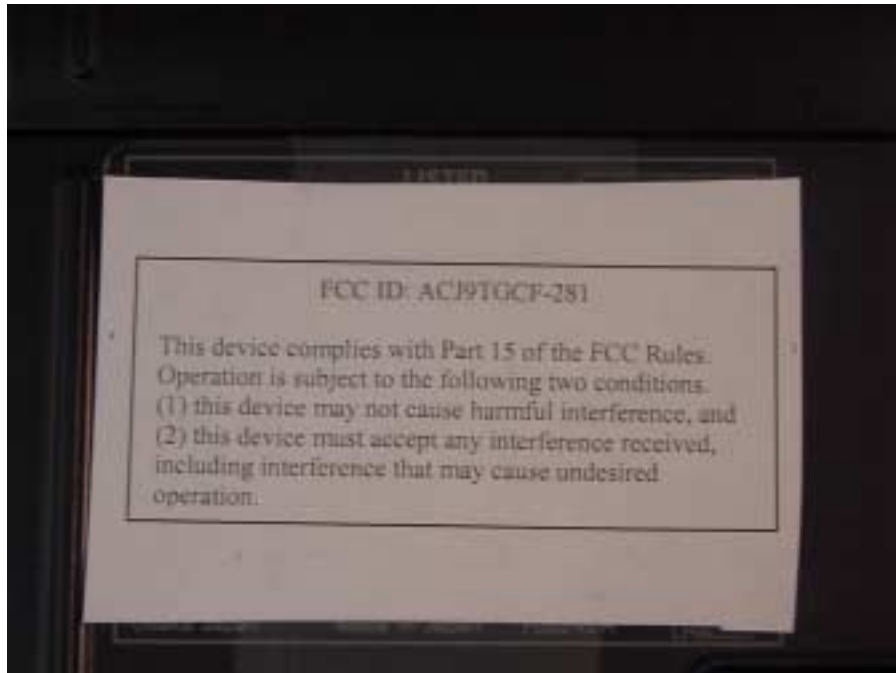 LISTED
FCC ID: ACJ9TGCF-281
This device complies with Part 15 of the FCC Rules.
Operation is subject to the following two conditions.
(1) this device may not cause harmful interference, and
(2) this device must accept any interference received,
including interference that may cause undesired
operation.